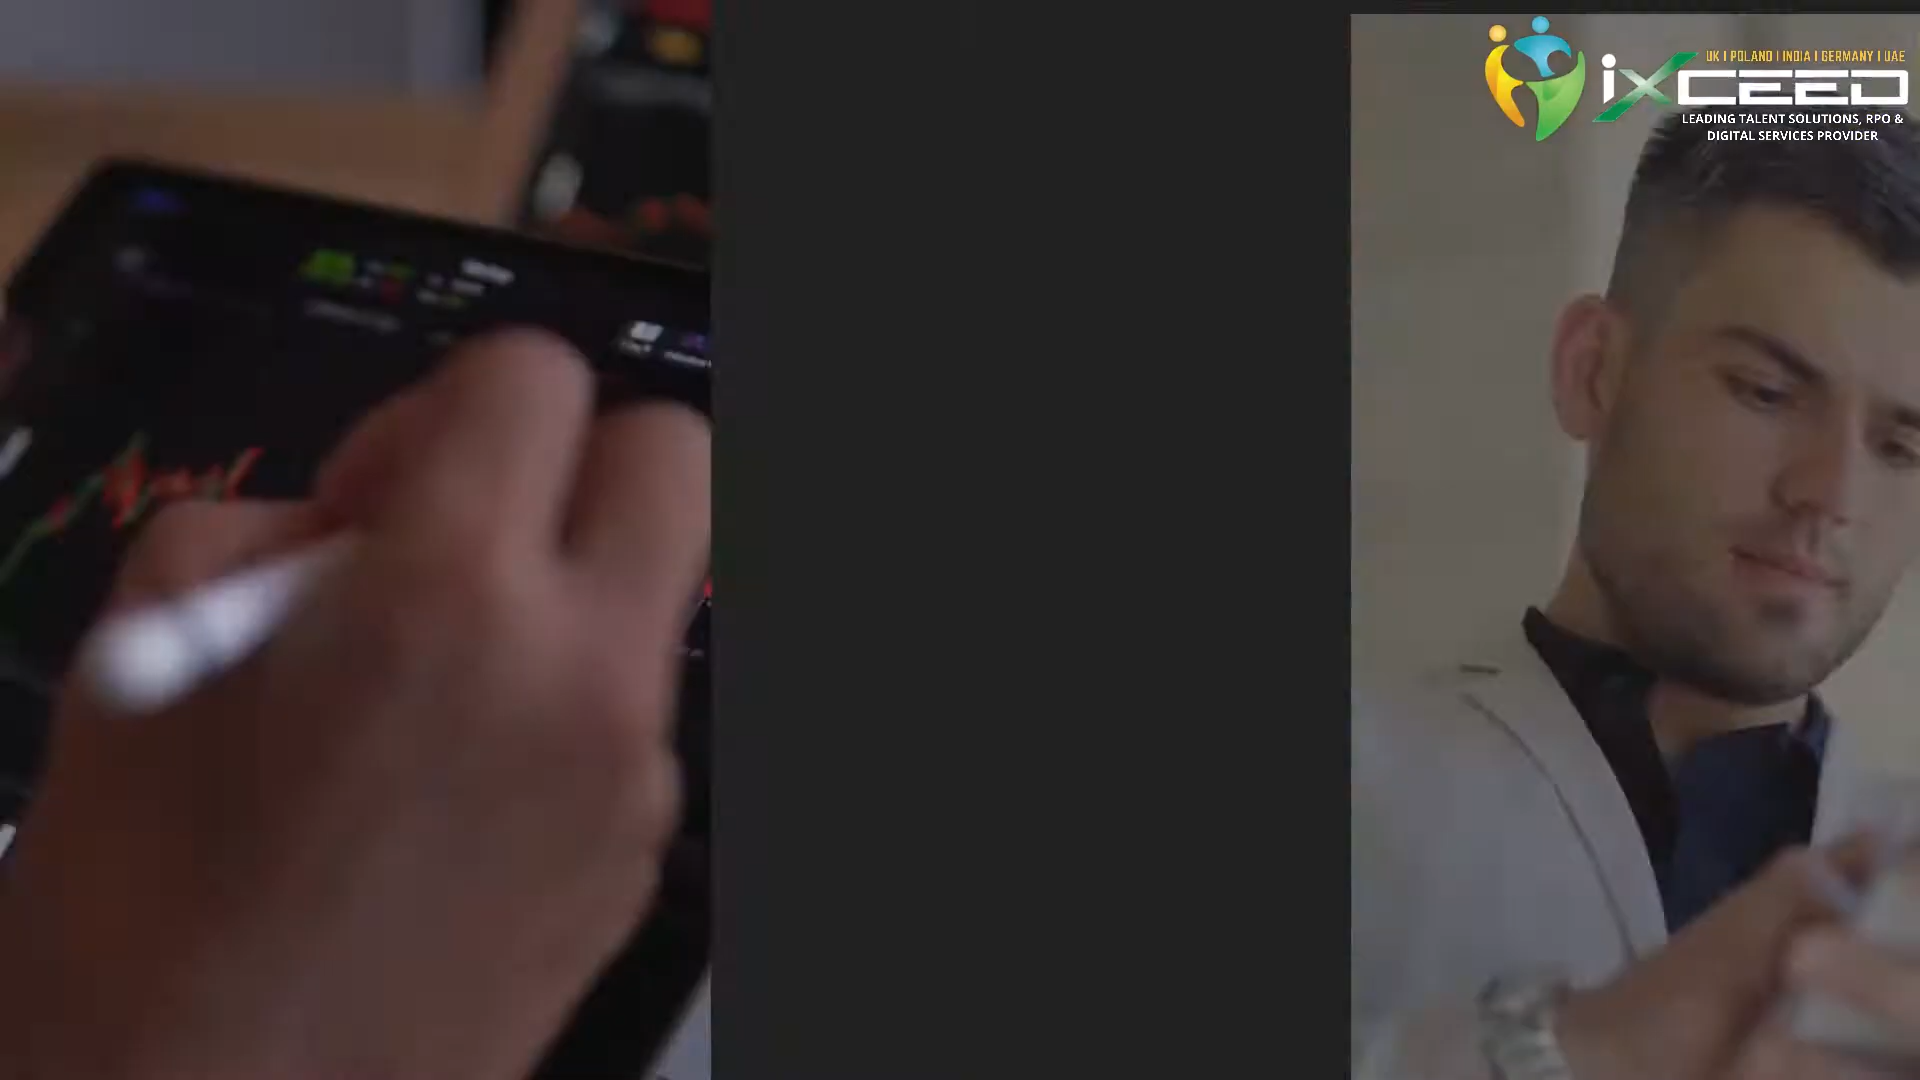 UK | POLAND | INDIA | GERMANY | UAE
iXCEED
LEADING TALENT SOLUTIONS, RPO &
DIGITAL SERVICES PROVIDER